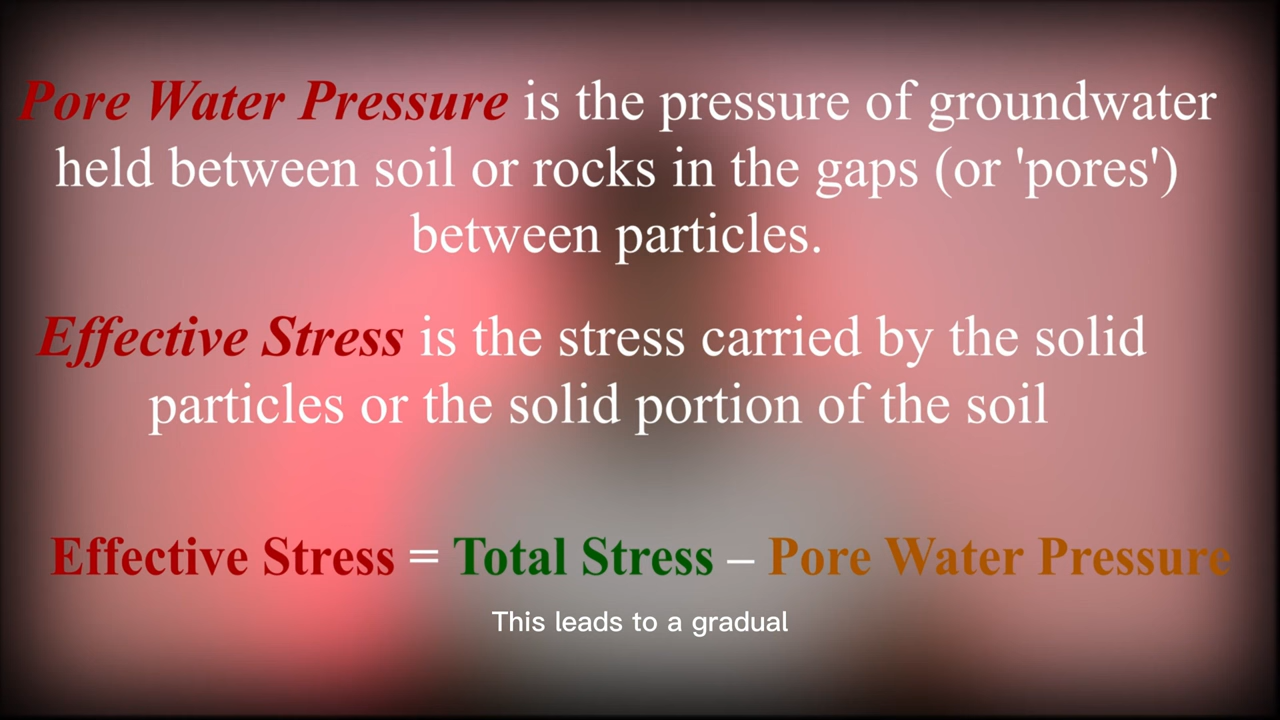 Pore Water Pressure is the pressure of groundwater
held between soil or rocks in the gaps (or 'pores')
between particles.
Effective Stress is the stress carried by the solid
particles or the solid portion of the soil
Effective Stress = Total Stress – Pore Water Pressure
This leads to a gradual